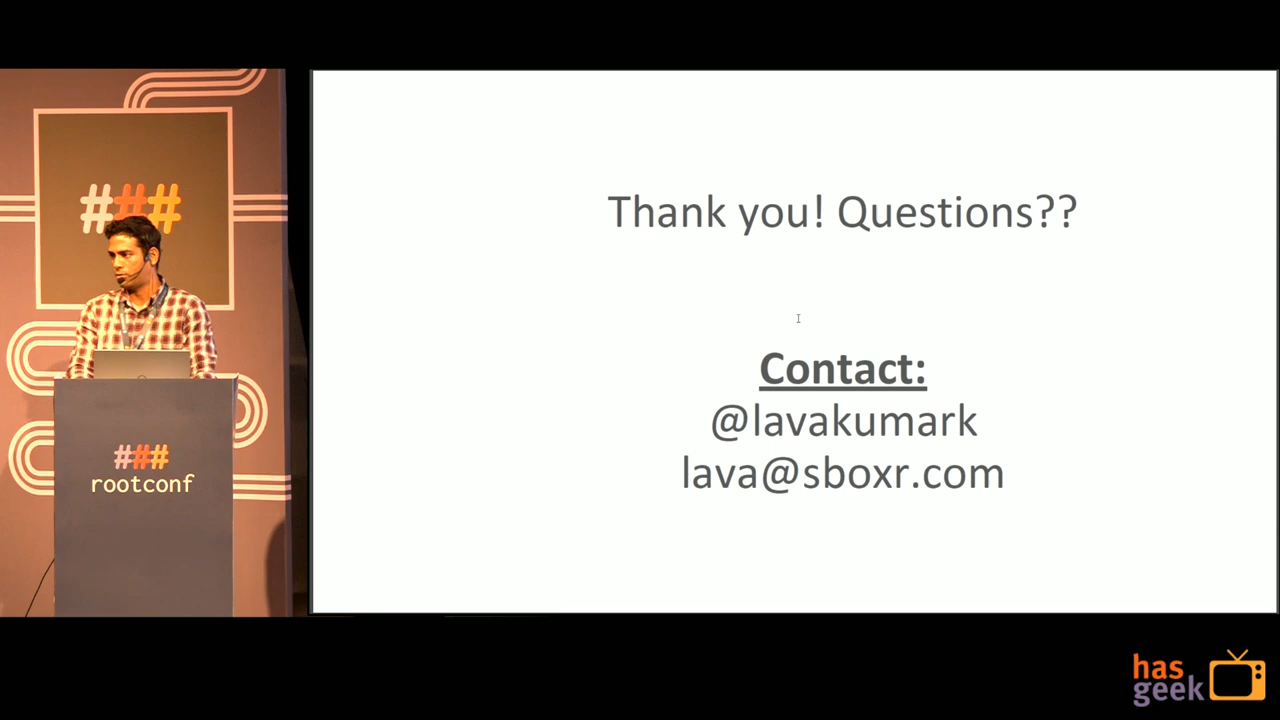 ###
###
rootconf
Thank you! Questions??
Contact:
@lavakumark
lava@sboxr.com
has
geek